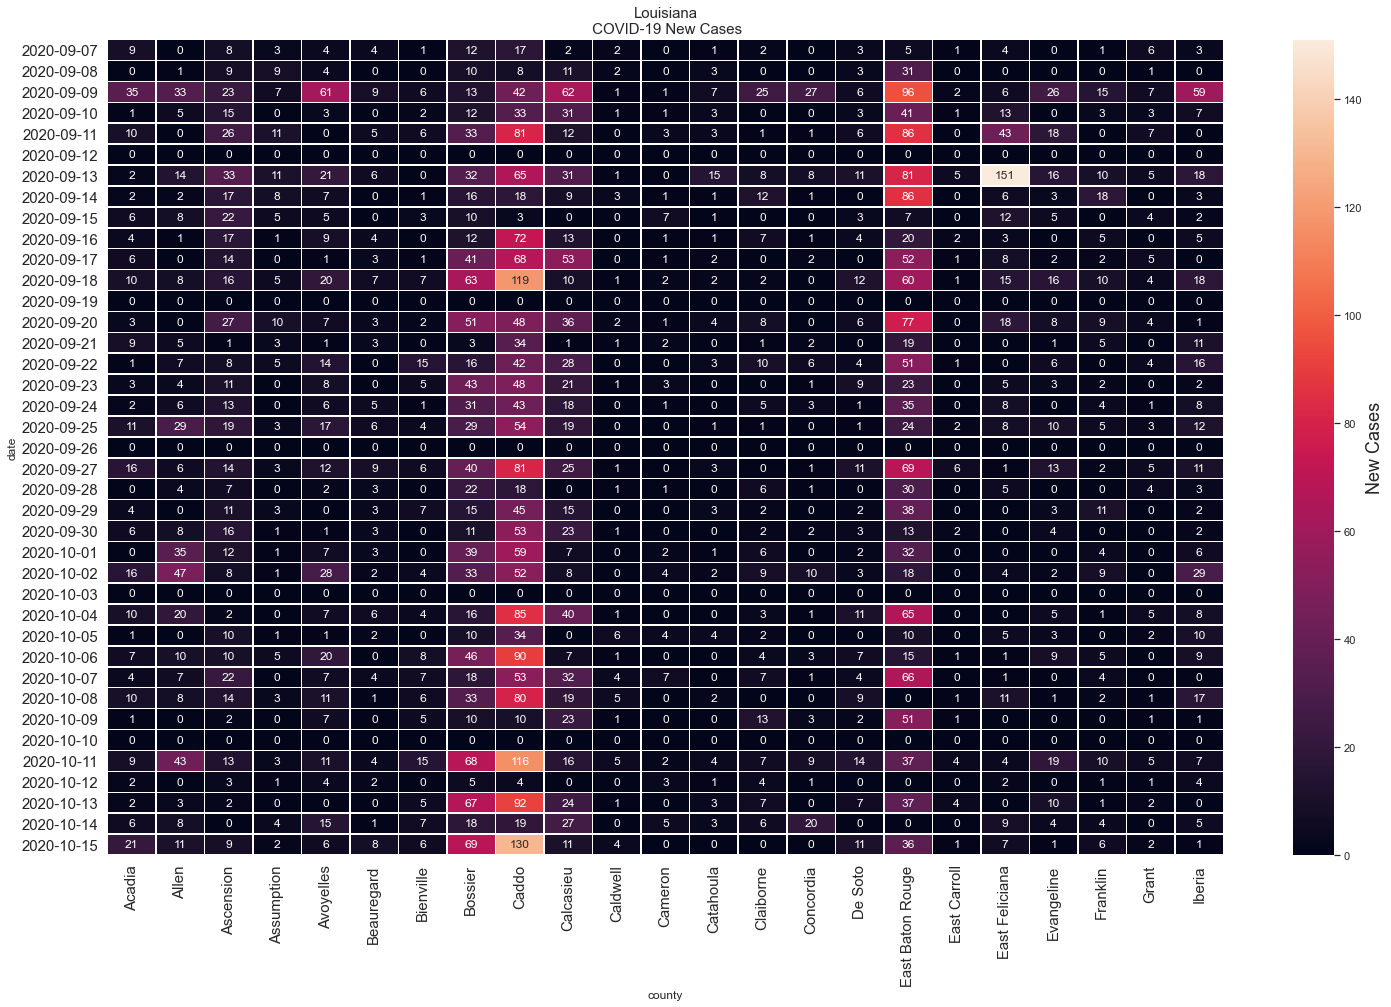 Louisiana
COVID-19 New Cases
2020-09-07 9 0 8 3 4 4 1 12 17 2 2 0 1 2 0 3 5 1 4 0 1 6 3
2020-09-08 0 1 9 9 4 0 0 10 8 11 2 0 3 0 0 3 31 0 0 0 0 1 0
2020-09-09 35 33 23 7 61 9 6 13 42 62 1 1 7 25 27 6 96 2 6 26 15 7 59
2020-09-10 1 5 15 0 3 0 2 12 33 31 1 1 3 0 0 3 41 1 13 0 3 3 7
2020-09-11 10 0 26 11 0 5 6 33 81 12 0 3 3 1 1 6 86 0 43 18 0 7 0
2020-09-12 0 0 0 0 0 0 0 0 0 0 0 0 0 0 0 0 0 0 0 0 0 0 0
2020-09-13 2 14 33 11 21 6 0 32 65 31 1 0 15 8 8 11 81 5 151 16 10 5 18
2020-09-14 2 2 17 8 7 0 1 16 18 9 3 1 1 12 1 0 86 0 6 3 18 0 3
2020-09-15 6 8 22 5 5 0 3 10 3 0 0 7 1 0 0 3 7 0 12 5 0 4 2
2020-09-16 4 1 17 1 9 4 0 12 72 13 0 1 1 7 1 4 20 2 3 0 5 0 5
2020-09-17 6 0 14 0 1 3 1 41 68 53 0 1 2 0 2 0 52 1 8 2 2 5 0
2020-09-18 10 8 16 5 20 7 7 63 119 10 1 2 2 2 0 12 60 1 15 16 10 4 18
2020-09-19 0 0 0 0 0 0 0 0 0 0 0 0 0 0 0 0 0 0 0 0 0 0 0
2020-09-20 3 0 27 10 7 3 2 51 48 36 2 1 4 8 0 6 77 0 18 8 9 4 1
2020-09-21 9 5 1 3 1 3 0 3 34 1 1 2 0 1 2 0 19 0 0 1 5 0 11
2020-09-22 1 7 8 5 14 0 15 16 42 28 0 0 3 10 6 4 51 1 0 6 0 4 16
2020-09-23 3 4 11 0 8 0 5 43 48 21 1 3 0 0 1 9 23 0 5 3 2 0 2
2020-09-24 2 6 13 0 6 5 1 31 43 18 0 1 0 5 3 1 35 0 8 0 4 1 8
2020-09-25 11 29 19 3 17 6 4 29 54 19 0 0 1 1 0 1 24 2 8 10 5 3 12
2020-09-26 0 0 0 0 0 0 0 0 0 0 0 0 0 0 0 0 0 0 0 0 0 0 0
2020-09-27 16 6 14 3 12 9 6 40 81 25 1 0 3 0 1 11 69 6 1 13 2 5 11
2020-09-28 0 4 7 0 2 3 0 22 18 0 1 1 0 6 1 0 30 0 5 0 0 4 3
2020-09-29 4 0 11 3 0 3 7 15 45 15 0 0 3 2 0 2 38 0 0 3 11 0 2
2020-09-30 6 8 16 1 1 3 0 11 53 23 1 0 0 2 2 3 13 2 0 4 0 0 2
2020-10-01 0 35 12 1 7 3 0 39 59 7 0 2 1 6 0 2 32 0 0 0 4 0 6
2020-10-02 16 47 8 1 28 2 4 33 52 8 0 4 2 9 10 3 18 0 4 2 9 0 29
2020-10-03 0 0 0 0 0 0 0 0 0 0 0 0 0 0 0 0 0 0 0 0 0 0 0
2020-10-04 10 20 2 0 7 6 4 16 85 40 1 0 0 3 1 11 65 0 0 5 1 5 8
2020-10-05 1 0 10 1 1 2 0 10 34 0 6 4 4 2 0 0 10 0 5 3 0 2 10
2020-10-06 7 10 10 5 20 0 8 46 90 7 1 0 0 4 3 7 15 1 1 9 5 0 9
2020-10-07 4 7 22 0 7 4 7 18 53 32 4 7 0 7 1 4 66 0 1 0 4 0 0
2020-10-08 10 8 14 3 11 1 6 33 80 19 5 0 2 0 0 9 0 1 11 1 2 1 17
2020-10-09 1 0 2 0 7 0 5 10 10 23 1 0 0 13 3 2 51 1 0 0 0 1 1
2020-10-10 0 0 0 0 0 0 0 0 0 0 0 0 0 0 0 0 0 0 0 0 0 0 0
2020-10-11 9 43 13 3 11 4 15 68 116 16 5 2 4 7 9 14 37 4 4 19 10 5 7
2020-10-12 2 0 3 1 4 2 0 5 4 0 0 3 1 4 1 0 0 0 2 0 1 1 4
2020-10-13 2 3 2 0 0 0 5 67 92 24 1 0 3 7 0 7 37 4 0 10 1 2 0
2020-10-14 6 8 0 4 15 1 7 18 19 27 0 5 3 6 20 0 0 0 9 4 4 0 5
2020-10-15 21 11 9 2 6 8 6 69 130 11 4 0 0 0 0 11 36 1 7 1 6 2 1
date
Acadia Allen Ascension Assumption Avoyelles Beauregard Bienville Bossier Caddo Calcasieu Caldwell Cameron Catahoula Claiborne Concordia De Soto East Baton Rouge East Carroll East Feliciana Evangeline Franklin Grant Iberia
county
140
120
100
80
60
40
20
0
New Cases